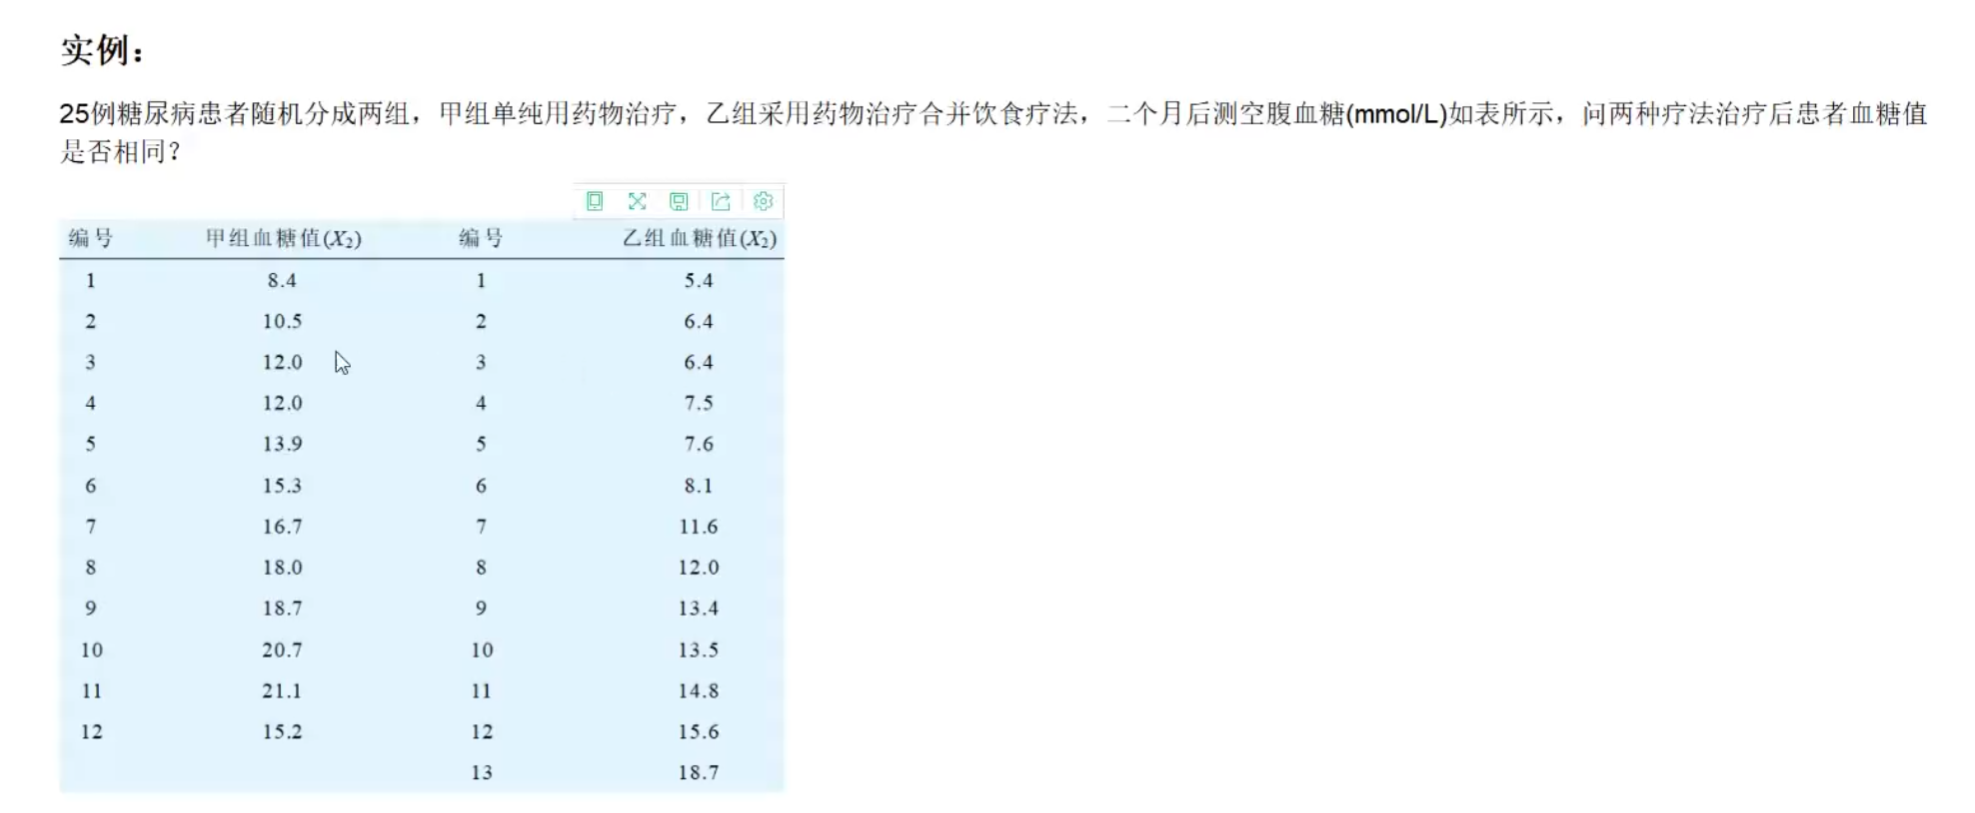 实例：
25例糖尿病患者随机分成两组，甲组单纯用药物治疗，乙组采用药物治疗合并饮食疗法，二个月后测空腹血糖(mmol/L)如表所示，问两种疗法治疗后患者血糖值
是否相同？
编号 甲组血糖值(X₂) 编号 乙组血糖值(X₂)
1 8.4 1 5.4
2 10.5 2 6.4
3 12.0 3 6.4
4 12.0 4 7.5
5 13.9 5 7.6
6 15.3 6 8.1
7 16.7 7 11.6
8 18.0 8 12.0
9 18.7 9 13.4
10 20.7 10 13.5
11 21.1 11 14.8
12 15.2 12 15.6
13 18.7